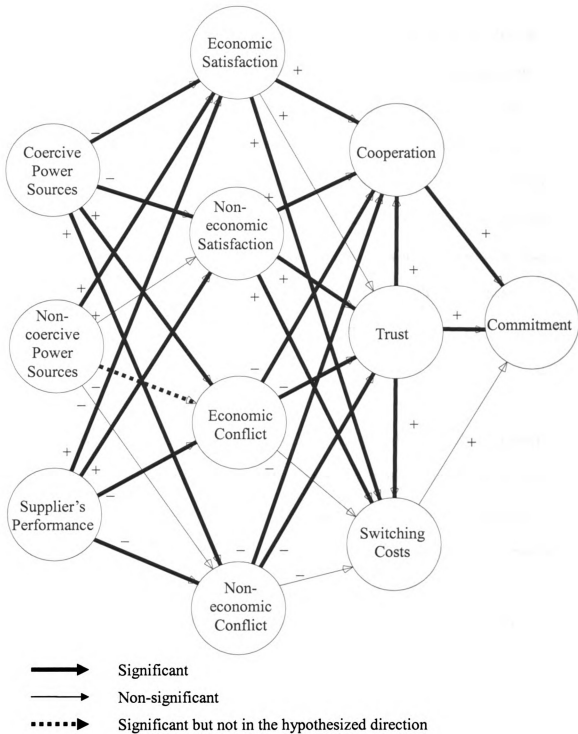 Economic
Satisfaction
Coercive
Power
Sources
Cooperation
Non-
economic
Satisfaction
Non-
coercive
Power
Sources
Trust
Commitment
Economic
Conflict
Supplier's
Performance
Switching
Costs
Non-
economic
Conflict
+
+
+
–
–
+
+
+
+
+
+
+
+
+
+
+
–
–
–
–
+
+
+
+
–
–
–
–
–
–
Significant
Non-significant
Significant but not in the hypothesized direction